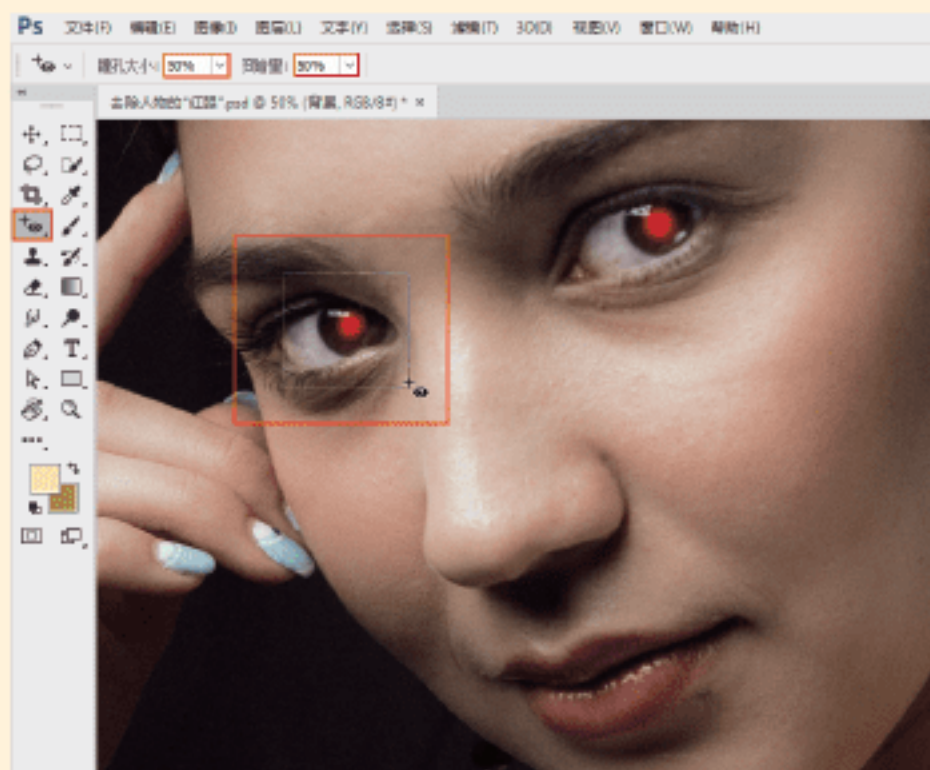 Ps 文件(F) 编辑(E) 图像(I) 图层(L) 文字(Y) 选择(S) 滤镜(T) 3D(D) 视图(V) 窗口(W) 帮助(H)
瞳孔大小: 50% 变暗量: 50%
去除人物的“红眼”.psd @ 50% (背景, RGB/8#) * ×